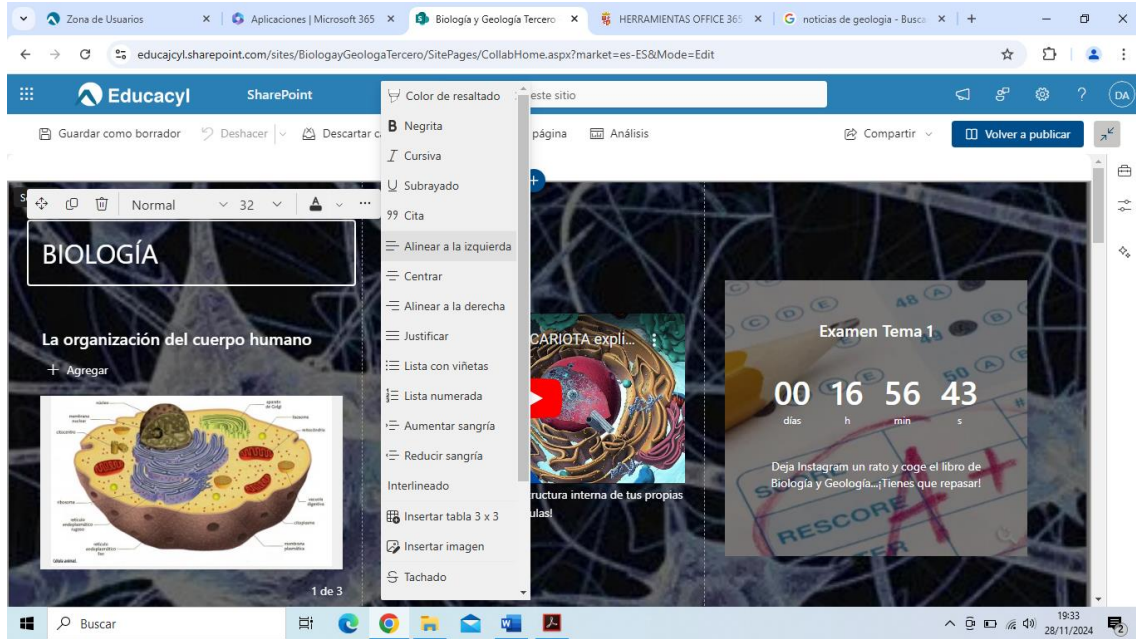 Zona de Usuarios
Aplicaciones | Microsoft 365
Biología y Geología Tercero
HERRAMIENTAS OFFICE 365
noticias de geologia - Busca
educajcyl.sharepoint.com/sites/BiologayGeologaTercero/SitePages/CollabHome.aspx?market=es-ES&Mode=Edit
Educacyl
SharePoint
este sitio
DA
Guardar como borrador
Deshacer
Descartar c
página
Análisis
Compartir
Volver a publicar
Normal
32
A
BIOLOGÍA
La organización del cuerpo humano
Agregar
1 de 3
Color de resaltado
B Negrita
I Cursiva
U Subrayado
99 Cita
Alinear a la izquierda
Centrar
Alinear a la derecha
Justificar
Lista con viñetas
Lista numerada
Aumentar sangría
Reducir sangría
Interlineado
Insertar tabla 3 x 3
Insertar imagen
Tachado
CARIOTA expli...
tructura interna de tus propias
ulas!
Examen Tema 1
00 16 56 43
días h min s
Deja Instagram un rato y coge el libro de
Biología y Geología...¡Tienes que repasar!
RESCORE
A+
Buscar
19:33
28/11/2024
2